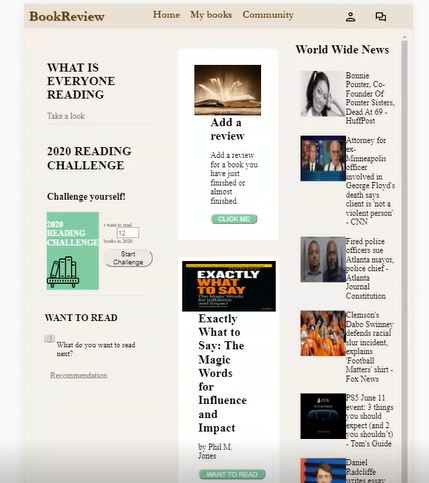 BookReview
Home My books Community
WHAT IS
EVERYONE
READING
Take a look
2020 READING
CHALLENGE
Challenge yourself!
2020
READING
CHALLENGE
I want to read
12
books in 2020
Start
Challenge
WANT TO READ
What do you want to read
next?
Recommendation
Add a
review
Add a review
for a book you
have just
finished or
almost
finished.
CLICK ME
EXACTLY
WHAT
TO SAY
The Magic
Words for
Influence
and Impact
Exactly
What to
Say: The
Magic
Words
for
Influence
and
Impact
by Phil M.
Jones
WANT TO READ
World Wide News
Bonnie
Pointer, Co-
Founder Of
Pointer Sisters,
Dead At 69 -
HuffPost
Attorney for
ex-
Minneapolis
officer
involved in
George Floyd's
death says
client is 'not a
violent person'
- CNN
Fired police
officers sue
Atlanta mayor,
police chief -
Atlanta
Journal
Constitution
Clemson's
Dabo Swinney
defends racial
slur incident,
explains
'Football
Matters' shirt -
Fox News
PS5 June 11
event: 3 things
you should
expect (and 2
you shouldn't)
- Tom's Guide
Daniel
Radcliffe
writes essay